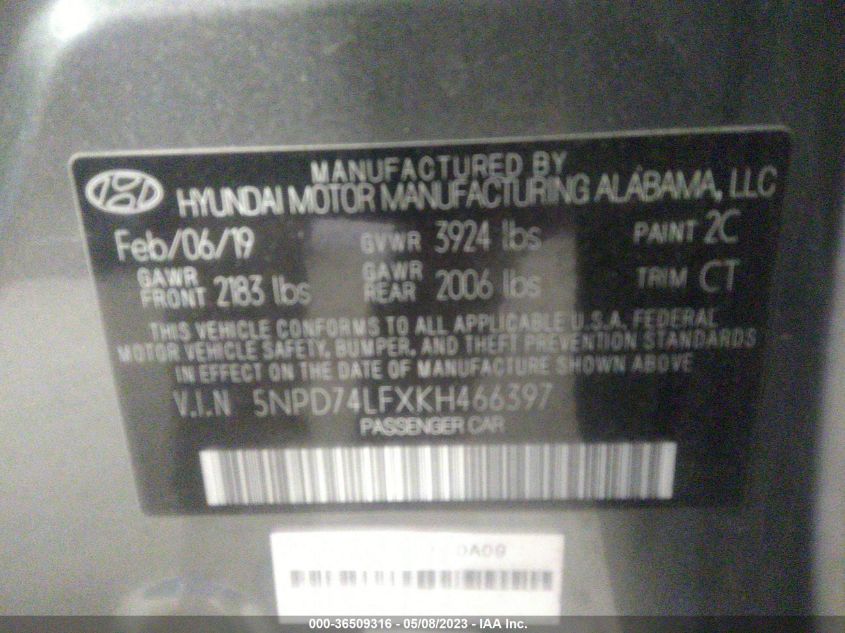 MANUFACTURED BY
HYUNDAI MOTOR MANUFACTURING ALABAMA, LLC
Feb/06/19 GVWR 3924 lbs PAINT 2C
GAWR FRONT 2183 lbs GAWR REAR 2006 lbs TRIM CT
THIS VEHICLE CONFORMS TO ALL APPLICABLE U.S.A. FEDERAL
MOTOR VEHICLE SAFETY, BUMPER, AND THEFT PREVENTION STANDARDS
IN EFFECT ON THE DATE OF MANUFACTURE SHOWN ABOVE
V.I.N 5NPD74LFXKH466397
PASSENGER CAR
0A09
000-36509316 - 05/08/2023 - IAA Inc.